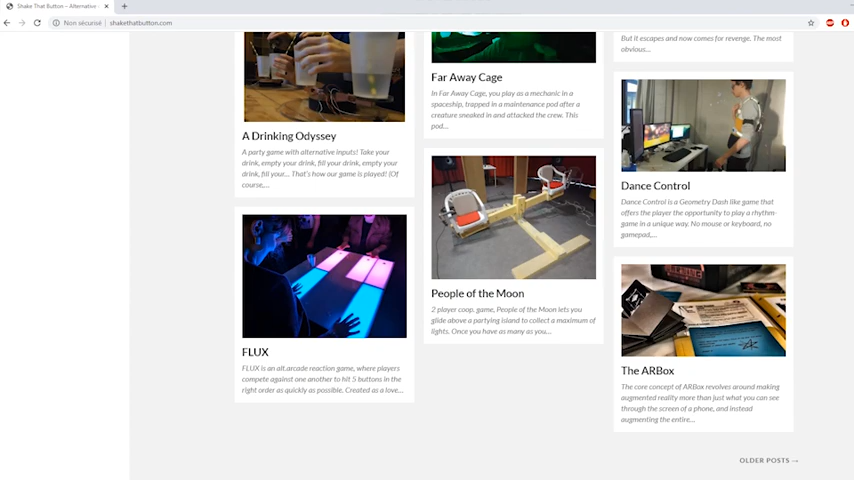 Shake That Button – Alternative
Non sécurisé
shakethatbutton.com
A Drinking Odyssey
A party game with alternative inputs! Take your
drink, empty your drink, fill your drink, empty your
drink, fill your... That's how our game is played! (Of
course,...
FLUX
FLUX is an alt.arcade reaction game, where players
compete against one another to hit 5 buttons in the
right order as quickly as possible. Created as a love...
Far Away Cage
In Far Away Cage, you play as a mechanic in a
spaceship, trapped in a maintenance pod after a
creature sneaked in and attacked the crew. This
pod...
People of the Moon
2 player coop. game, People of the Moon lets you
glide above a partying island to collect a maximum of
lights. Once you have as many as you...
But it escapes and now comes for revenge. The most
obvious...
Dance Control
Dance Control is a Geometry Dash like game that
offers the player the opportunity to play a rhythm-
game in a unique way. No mouse or keyboard, no
gamepad,...
The ARBox
The core concept of ARBox revolves around making
augmented reality more than just what you can see
through the screen of a phone, and instead
augmenting the entire...
OLDER POSTS →